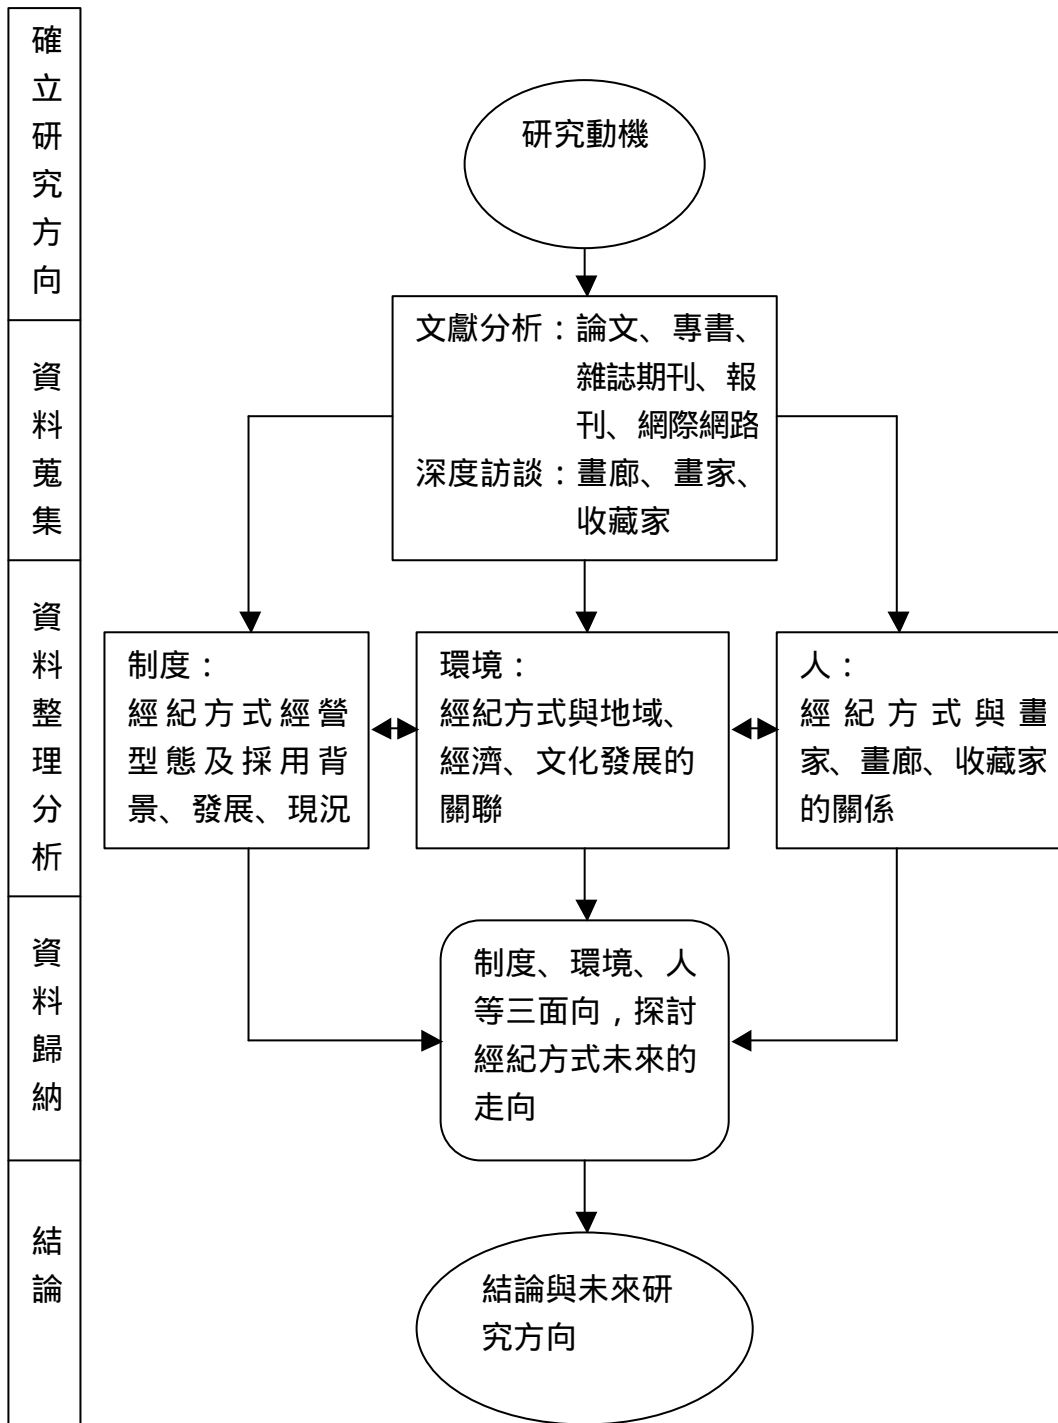 確立研究方向
研究動機
資料蒐集
文獻分析：論文、專書、
雜誌期刊、報
刊、網際網路
深度訪談：畫廊、畫家、
收藏家
資料整理分析
制度：
經紀方式經營
型態及採用背
景、發展、現況
環境：
經紀方式與地域、
經濟、文化發展的
關聯
人：
經紀方式與畫
家、畫廊、收藏家
的關係
資料歸納
制度、環境、人
等三面向，探討
經紀方式未來的
走向
結論
結論與未來研
究方向